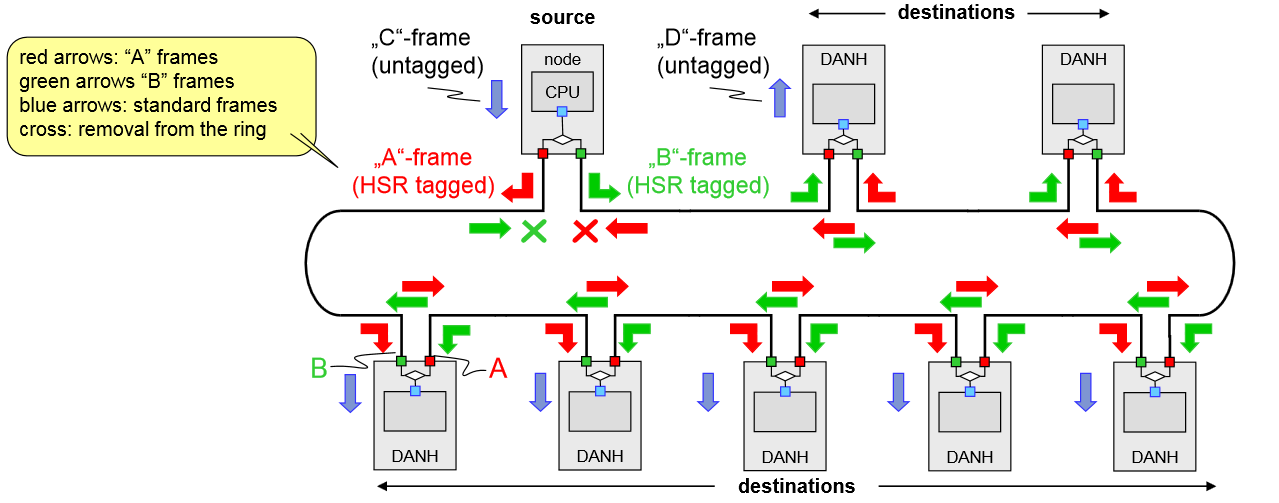 source
destinations
„C“-frame
(untagged)
„D“-frame
(untagged)
node
CPU
DANH
DANH
red arrows: “A” frames
green arrows “B” frames
blue arrows: standard frames
cross: removal from the ring
„A“-frame
(HSR tagged)
„B“-frame
(HSR tagged)
B
A
DANH
DANH
DANH
DANH
DANH
destinations